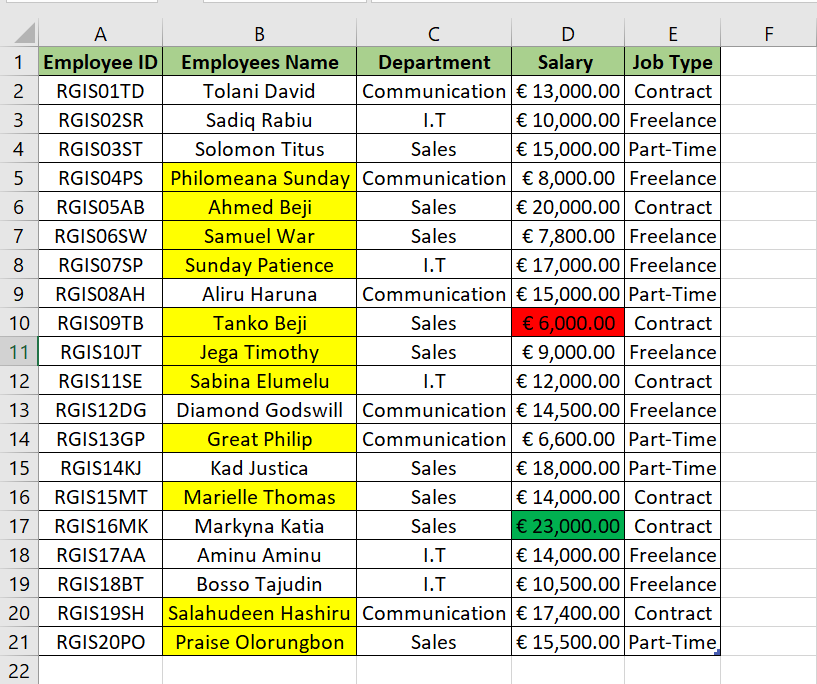 A B C D E F
1 Employee ID Employees Name Department Salary Job Type
2 RGIS01TD Tolani David Communication € 13,000.00 Contract
3 RGIS02SR Sadiq Rabiu I.T € 10,000.00 Freelance
4 RGIS03ST Solomon Titus Sales € 15,000.00 Part-Time
5 RGIS04PS Philomeana Sunday Communication € 8,000.00 Freelance
6 RGIS05AB Ahmed Beji Sales € 20,000.00 Contract
7 RGIS06SW Samuel War Sales € 7,800.00 Freelance
8 RGIS07SP Sunday Patience I.T € 17,000.00 Freelance
9 RGIS08AH Aliru Haruna Communication € 15,000.00 Part-Time
10 RGIS09TB Tanko Beji Sales € 6,000.00 Contract
11 RGIS10JT Jega Timothy Sales € 9,000.00 Freelance
12 RGIS11SE Sabina Elumelu I.T € 12,000.00 Contract
13 RGIS12DG Diamond Godswill Communication € 14,500.00 Freelance
14 RGIS13GP Great Philip Communication € 6,600.00 Part-Time
15 RGIS14KJ Kad Justica Sales € 18,000.00 Part-Time
16 RGIS15MT Marielle Thomas Sales € 14,000.00 Contract
17 RGIS16MK Markyna Katia Sales € 23,000.00 Contract
18 RGIS17AA Aminu Aminu I.T € 14,000.00 Freelance
19 RGIS18BT Bosso Tajudin I.T € 10,500.00 Freelance
20 RGIS19SH Salahudeen Hashiru Communication € 17,400.00 Contract
21 RGIS20PO Praise Olorungbon Sales € 15,500.00 Part-Time
22